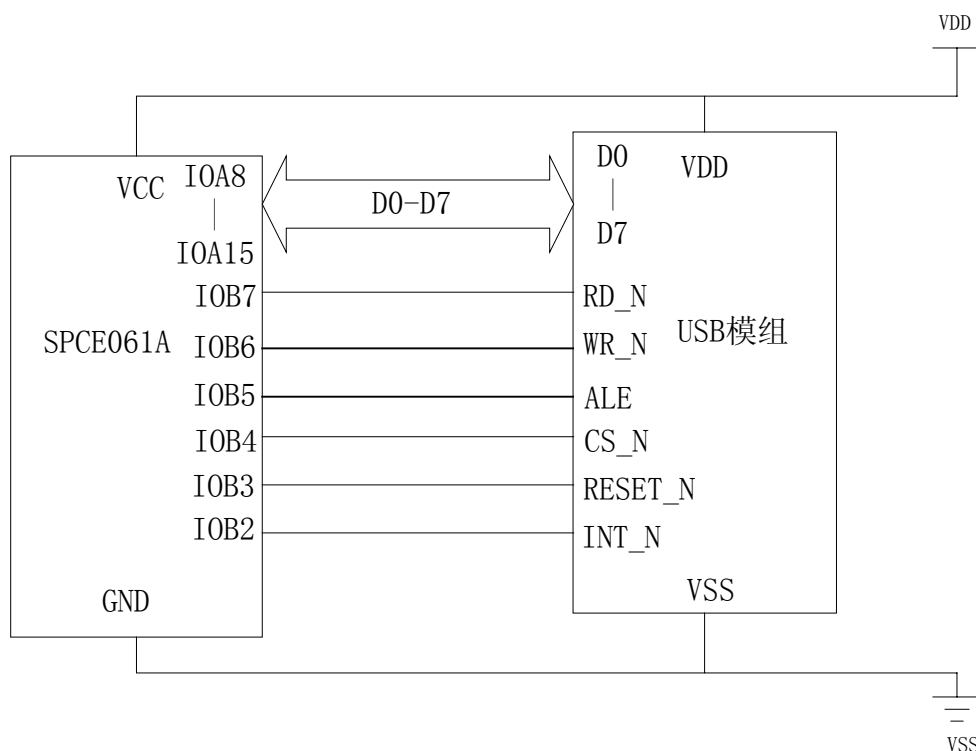 VDD
VCC
IOA8
IOA15
D0-D7
D0
D7
VDD
IOB7
RD_N
SPCE061A
IOB6
WR_N
USB模组
IOB5
ALE
IOB4
CS_N
IOB3
RESET_N
IOB2
INT_N
GND
VSS
VSS